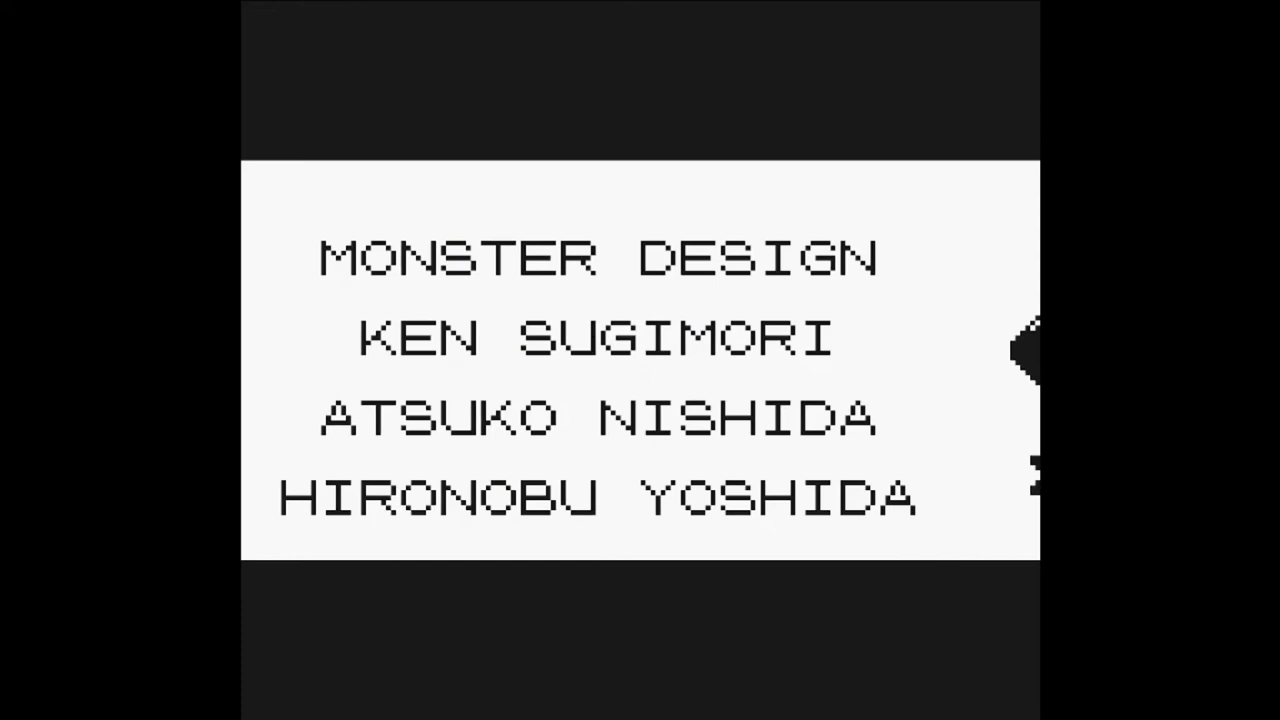 MONSTER DESIGN
KEN SUGIMORI
ATSUKO NISHIDA
HIRONOBU YOSHIDA